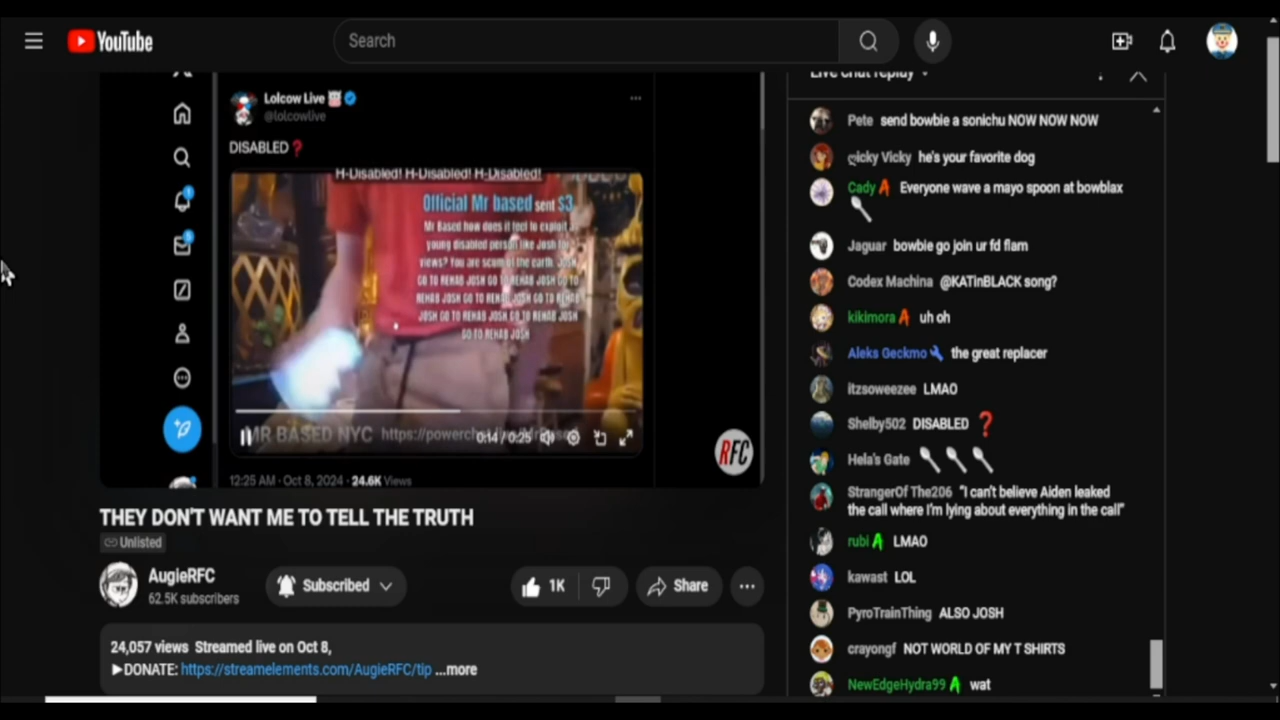 YouTube
Search
Live chat replay
Lolcow Live
@lolcowlive
DISABLED❓
H-Disabled! H-Disabled! H-Disabled!
Official Mr based sent $3
Mr Based how does it feel to exploit a
young disabled person like Josh for
views? You are scum of the earth. JOSH
GO TO REHAB JOSH GO TO REHAB JOSH GO TO
REHAB JOSH GO TO REHAB JOSH GO TO REHAB
JOSH GO TO REHAB JOSH GO TO REHAB JOSH
GO TO REHAB JOSH
MR BASED NYC https://powerchat.live/
0:14 / 0:25
RFC
12:25 AM · Oct 8, 2024 · 24.6K Views
THEY DON'T WANT ME TO TELL THE TRUTH
Unlisted
AugieRFC
62.5K subscribers
Subscribed
1K
Share
24,057 views Streamed live on Oct 8,
►DONATE: https://streamelements.com/AugieRFC/tip ...more
Pete send bowbie a sonichu NOW NOW NOW
ღicky Vicky he's your favorite dog
Cady Everyone wave a mayo spoon at bowblax
🥄
Jaguar bowbie go join ur fd flam
Codex Machina @KATinBLACK song?
kikimora uh oh
Aleks Geckmo the great replacer
itzsoweezee LMAO
Shelby502 DISABLED ❓
Hela's Gate 🥄🥄🥄
StrangerOf The206 "I can't believe Aiden leaked
the call where I'm lying about everything in the call"
rubi LMAO
kawast LOL
PyroTrainThing ALSO JOSH
crayongf NOT WORLD OF MY T SHIRTS
NewEdgeHydra99 wat